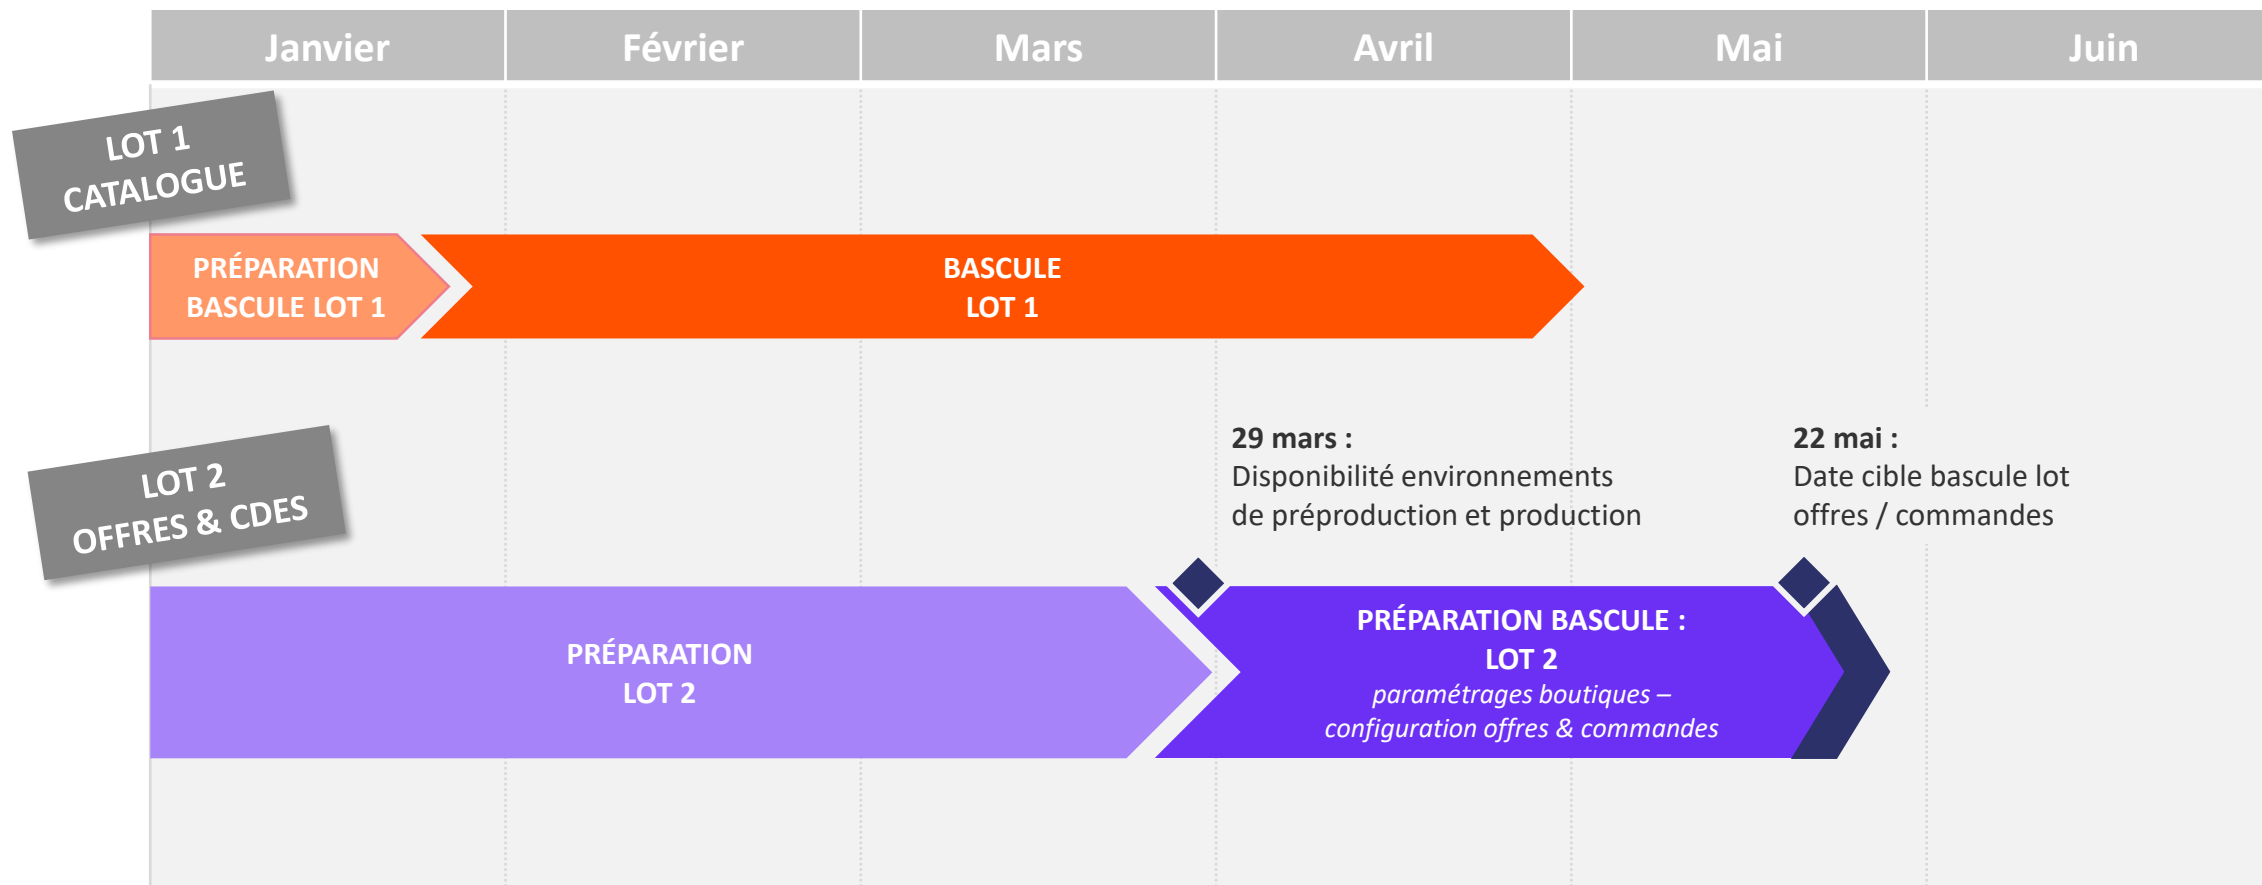 Janvier
Février
Mars
Avril
Mai
Juin
LOT 1
CATALOGUE
PRÉPARATION
BASCULE LOT 1
BASCULE
LOT 1
LOT 2
OFFRES & CDES
29 mars :
Disponibilité environnements
de préproduction et production
22 mai :
Date cible bascule lot
offres / commandes
PRÉPARATION
LOT 2
PRÉPARATION BASCULE :
LOT 2
paramétrages boutiques –
configuration offres & commandes